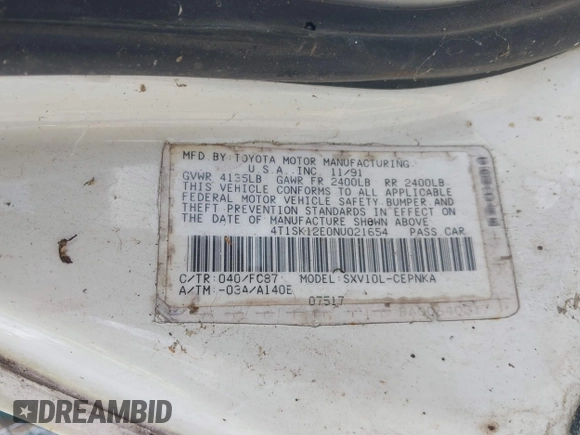 MFD BY: TOYOTA MOTOR MANUFACTURING,
U S A., INC. 11/91
GVWR 4135LB GAWR FR 2400LB RR 2400LB
THIS VEHICLE CONFORMS TO ALL APPLICABLE
FEDERAL MOTOR VEHICLE SAFETY, BUMPER, AND
THEFT PREVENTION STANDARDS IN EFFECT ON
THE DATE OF MANUFACTURE SHOWN ABOVE.
4T1SK12E0NU021654 PASS CAR
C/TR: 040/FC87 MODEL: SXV10L-CEPNKA
A/TM: -034/A140E
07517
DREAMBID